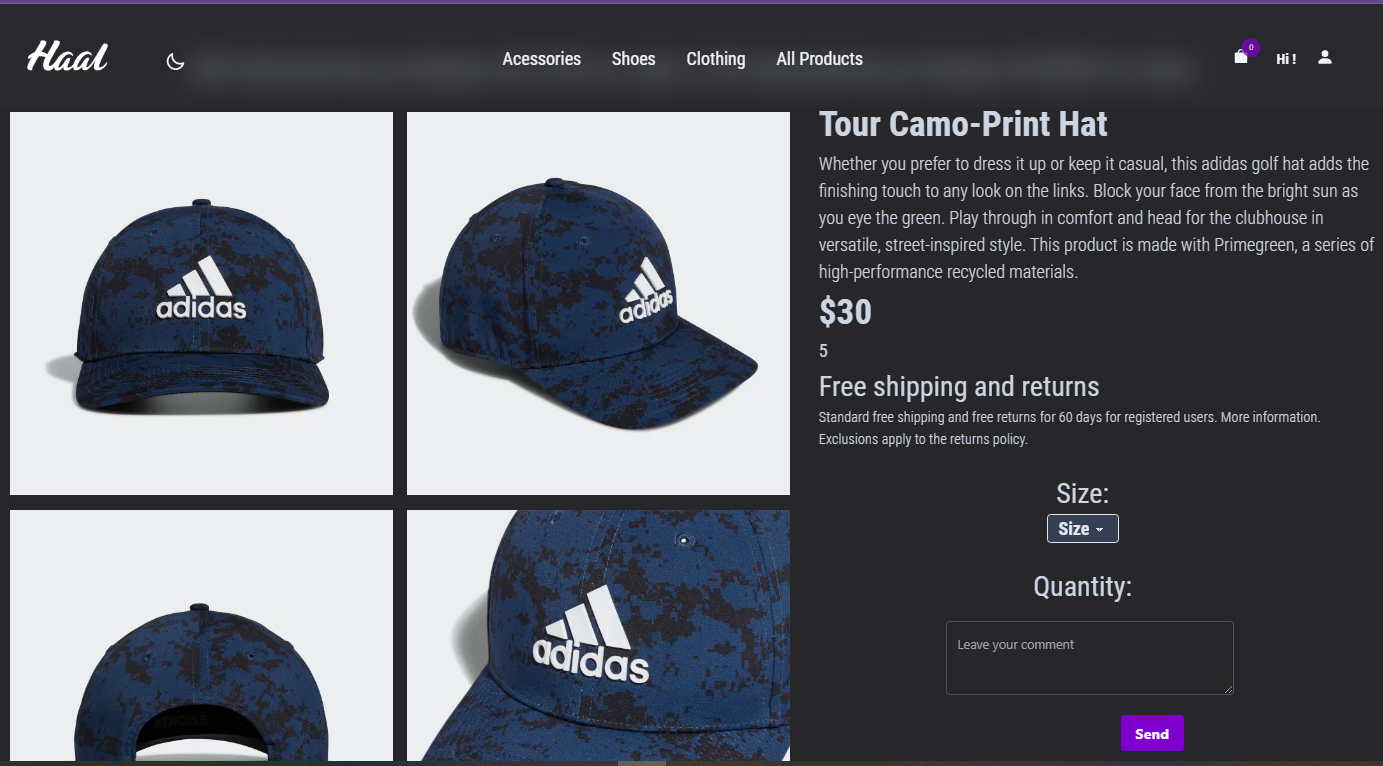 Haal
Acessories Shoes Clothing All Products
0
Hi !
Tour Camo-Print Hat
Whether you prefer to dress it up or keep it casual, this adidas golf hat adds the
finishing touch to any look on the links. Block your face from the bright sun as
you eye the green. Play through in comfort and head for the clubhouse in
versatile, street-inspired style. This product is made with Primegreen, a series of
high-performance recycled materials.
$30
5
Free shipping and returns
Standard free shipping and free returns for 60 days for registered users. More information.
Exclusions apply to the returns policy.
Size:
Size
Quantity:
Leave your comment
Send
adidas
adidas
ADIDAS
adidas